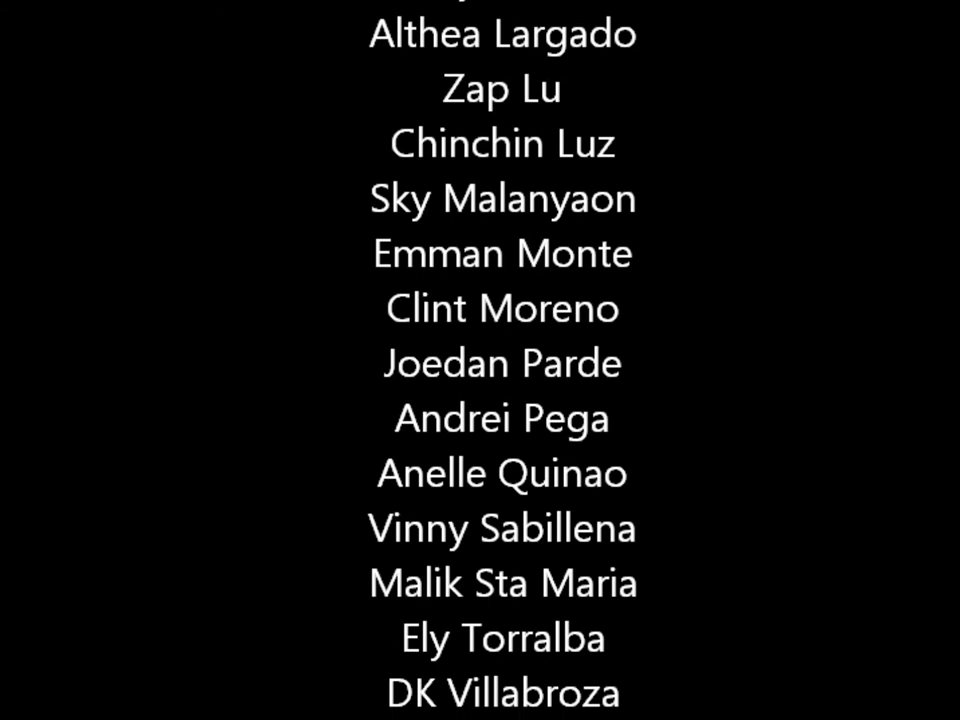 Althea Largado
Zap Lu
Chinchin Luz
Sky Malanyaon
Emman Monte
Clint Moreno
Joedan Parde
Andrei Pega
Anelle Quinao
Vinny Sabillena
Malik Sta Maria
Ely Torralba
DK Villabroza